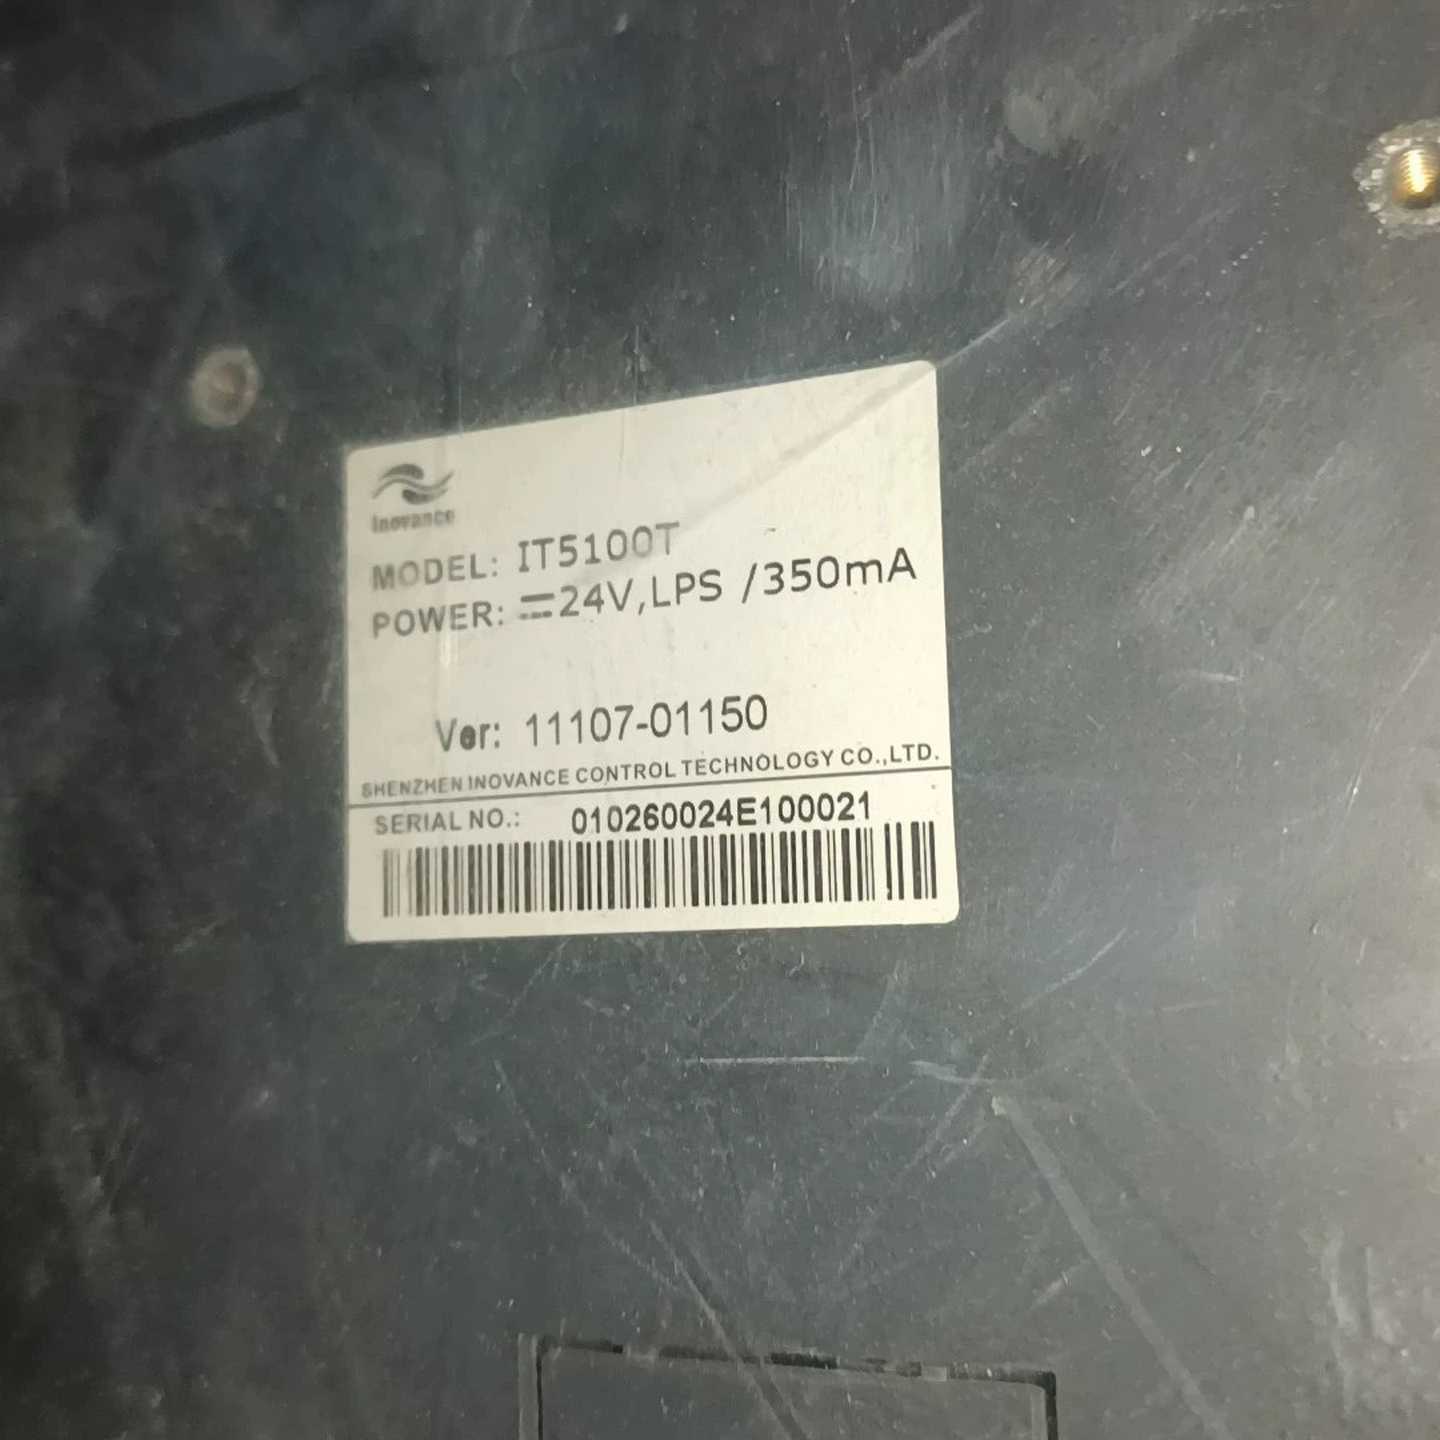 Inovance
MODEL: IT5100T
POWER: ⎓24V,LPS /350mA
Ver: 11107-01150
SHENZHEN INOVANCE CONTROL TECHNOLOGY CO.,LTD.
SERIAL NO.: 010260024E100021